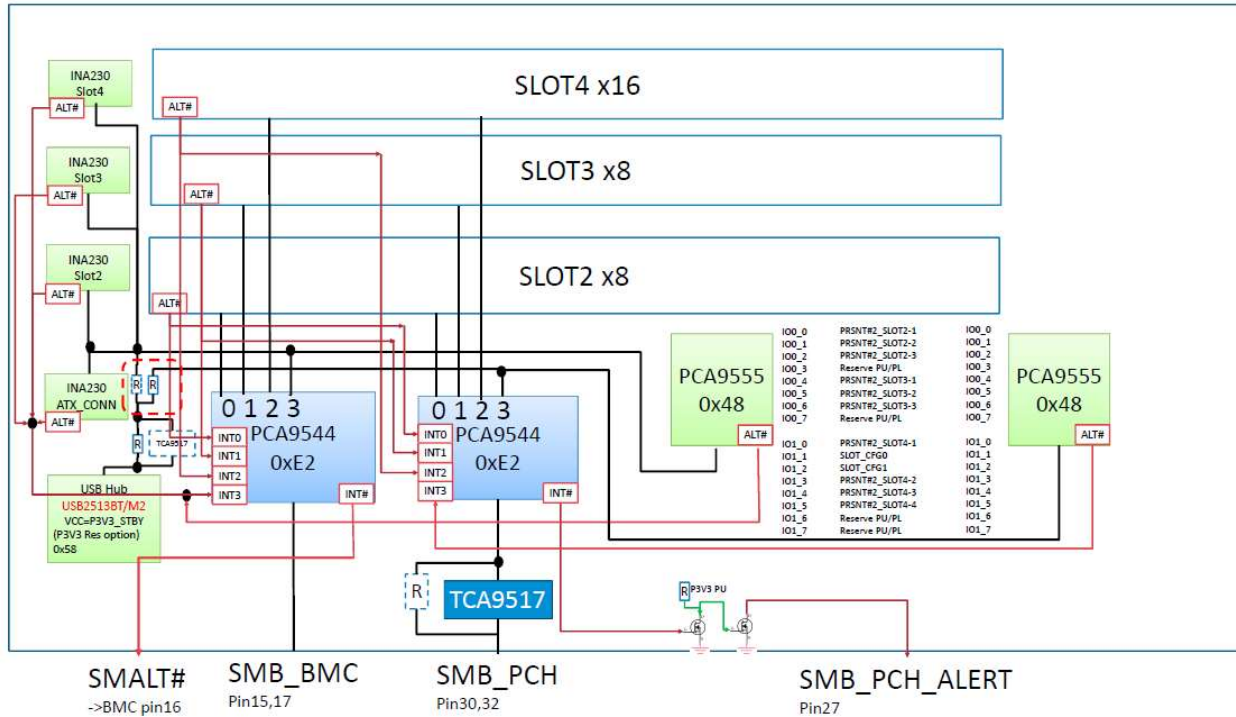 INA230
Slot4
ALT#
SLOT4 x16
ALT#
INA230
Slot3
ALT#
SLOT3 x8
ALT#
INA230
Slot2
ALT#
SLOT2 x8
ALT#
INA230
ATX_CONN
ALT#
R
R
R
TCA9517
USB Hub
USB2513BT/M2
VCC=P3V3_STBY
(P3V3 Res option)
0x58
0 1 2 3
PCA9544
0xE2
INT0
INT1
INT2
INT3
INT#
0 1 2 3
PCA9544
0xE2
INT0
INT1
INT2
INT3
INT#
PCA9555
0x48
ALT#
IO0_0 PRSNT#2_SLOT2-1 IO0_0
IO0_1 PRSNT#2_SLOT2-2 IO0_1
IO0_2 PRSNT#2_SLOT2-3 IO0_2
IO0_3 Reserve PU/PL IO0_3
IO0_4 PRSNT#2_SLOT3-1 IO0_4
IO0_5 PRSNT#2_SLOT3-2 IO0_5
IO0_6 PRSNT#2_SLOT3-3 IO0_6
IO0_7 Reserve PU/PL IO0_7
IO1_0 PRSNT#2_SLOT4-1 IO1_0
IO1_1 SLOT_CFG0 IO1_1
IO1_2 SLOT_CFG1 IO1_2
IO1_3 PRSNT#2_SLOT4-2 IO1_3
IO1_4 PRSNT#2_SLOT4-3 IO1_4
IO1_5 PRSNT#2_SLOT4-4 IO1_5
IO1_6 Reserve PU/PL IO1_6
IO1_7 Reserve PU/PL IO1_7
PCA9555
0x48
ALT#
R
TCA9517
R P3V3 PU
SMALT#
->BMC pin16
SMB_BMC
Pin15,17
SMB_PCH
Pin30,32
SMB_PCH_ALERT
Pin27